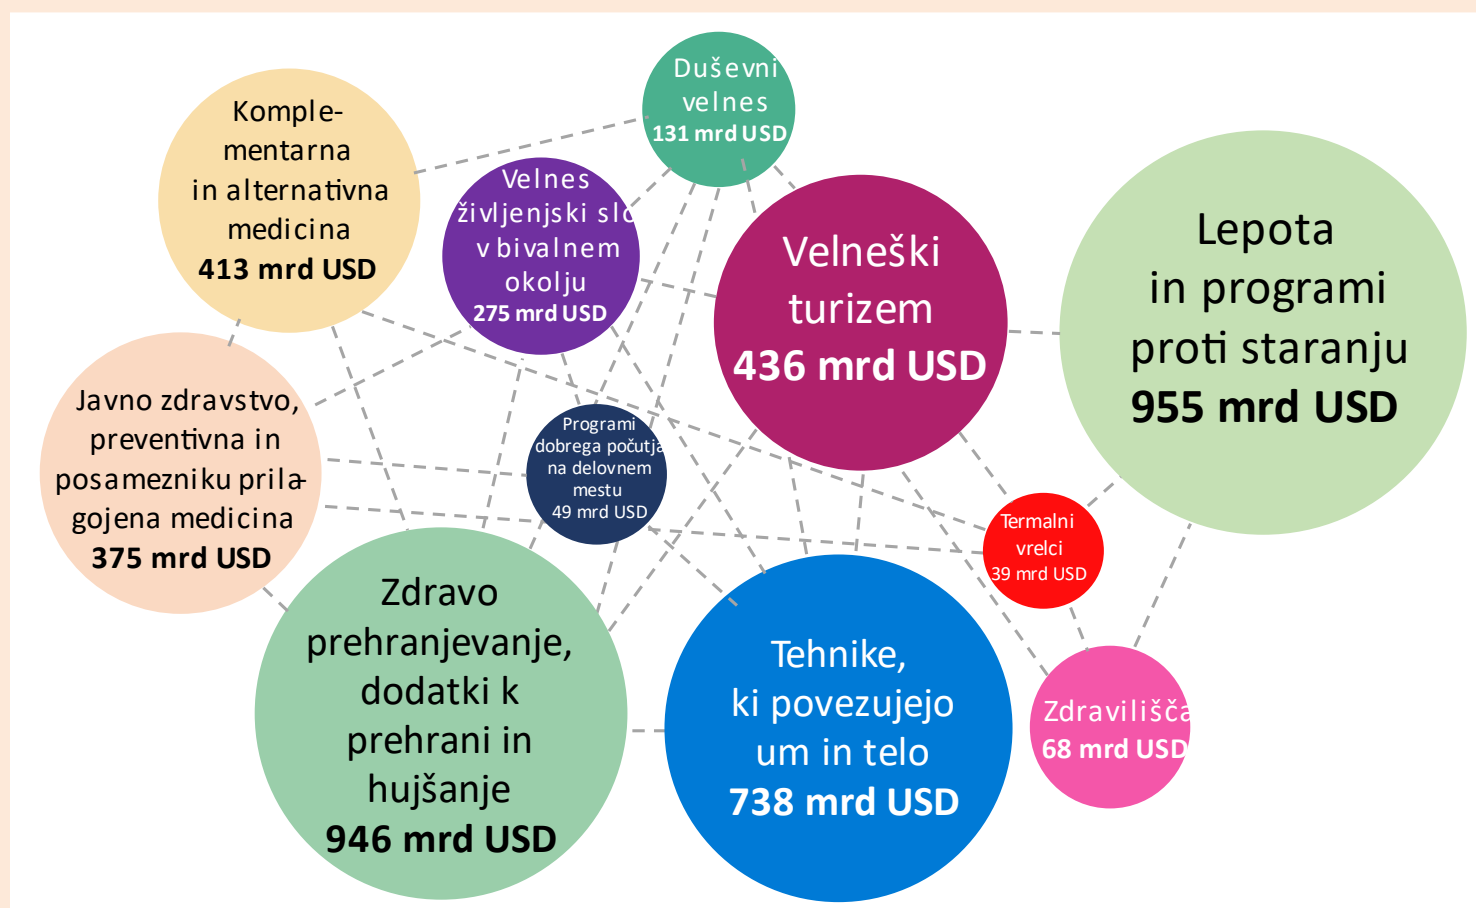 Duševni
velnes
131 mrd USD
Komple-
mentarna
in alternativna
medicina
413 mrd USD
Velnes
življenjski slo
v bivalnem
okolju
275 mrd USD
Velneški
turizem
436 mrd USD
Lepota
in programi
proti staranju
955 mrd USD
Javno zdravstvo,
preventivna in
posamezniku prila-
gojena medicina
375 mrd USD
Programi
dobrega počutja
na delovnem
mestu
49 mrd USD
Termalni
vrelci
39 mrd USD
Zdravo
prehranjevanje,
dodatki k
prehrani in
hujšanje
946 mrd USD
Tehnike,
ki povezujejo
um in telo
738 mrd USD
Zdravilišča
68 mrd USD